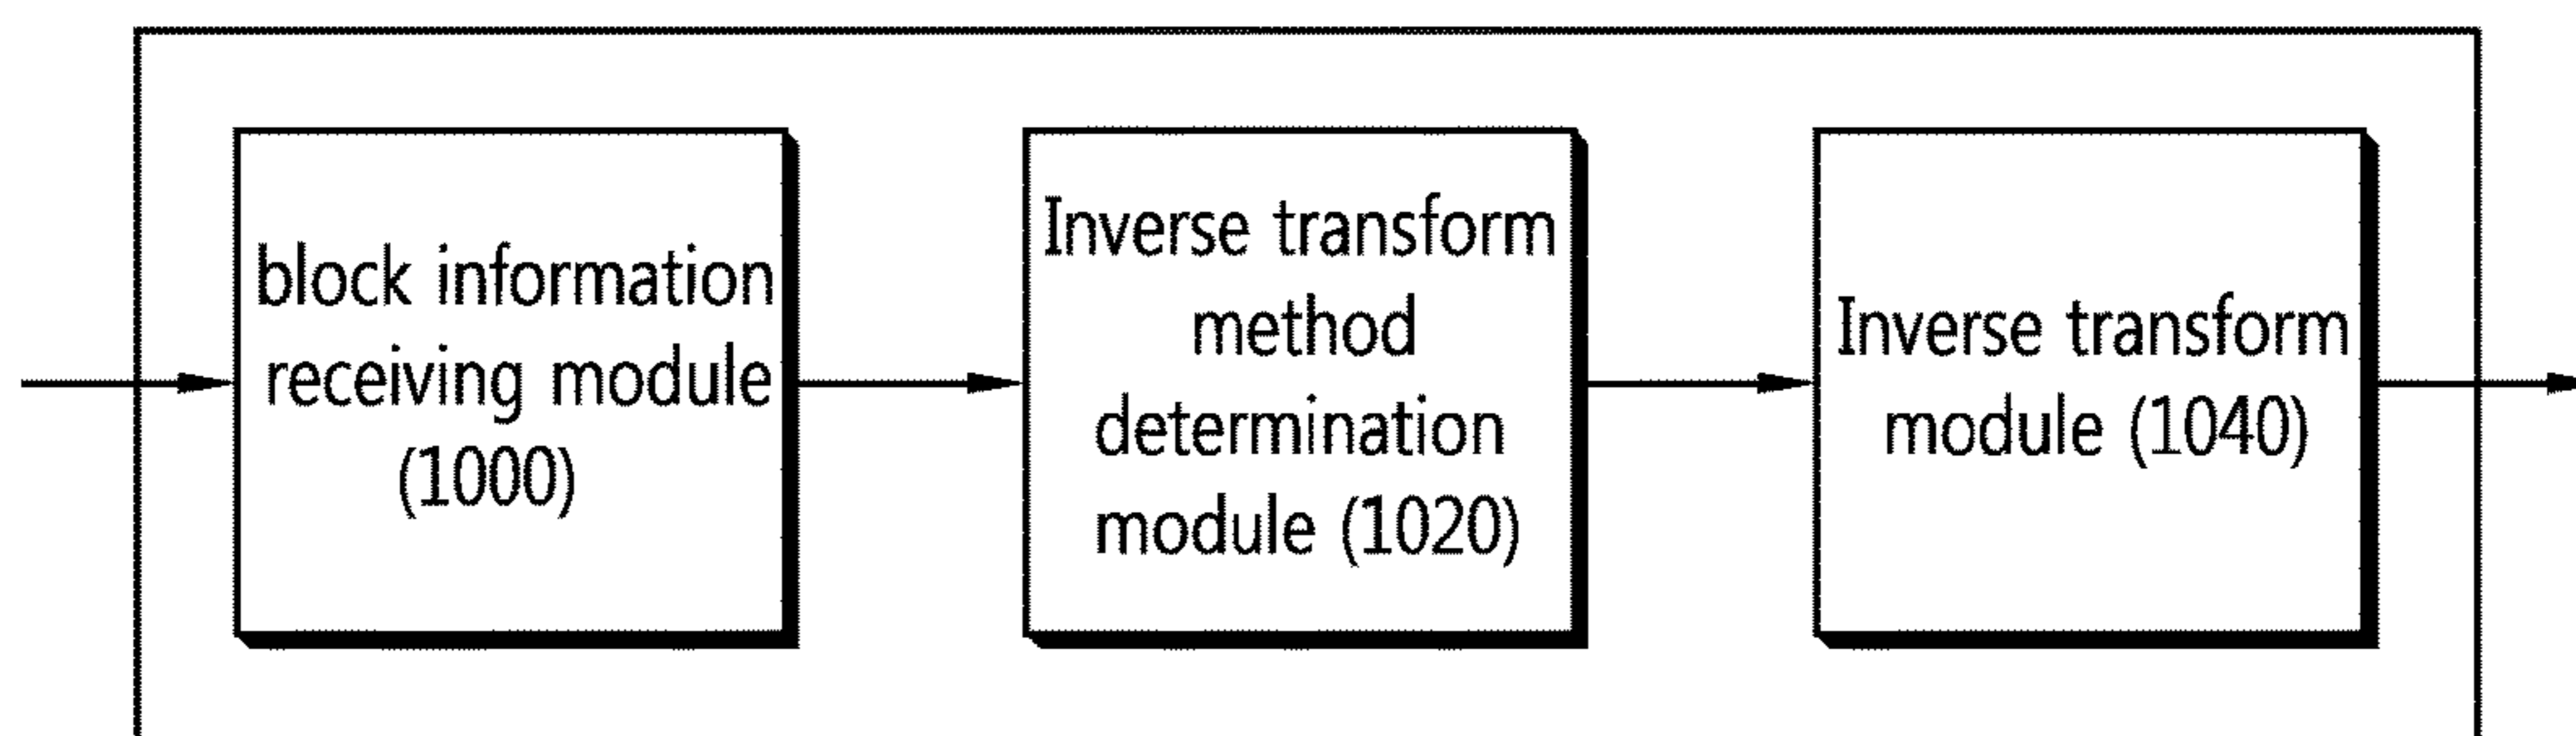 block information
receiving module
(1000)
Inverse transform
method
determination
module (1020)
Inverse transform
module (1040)